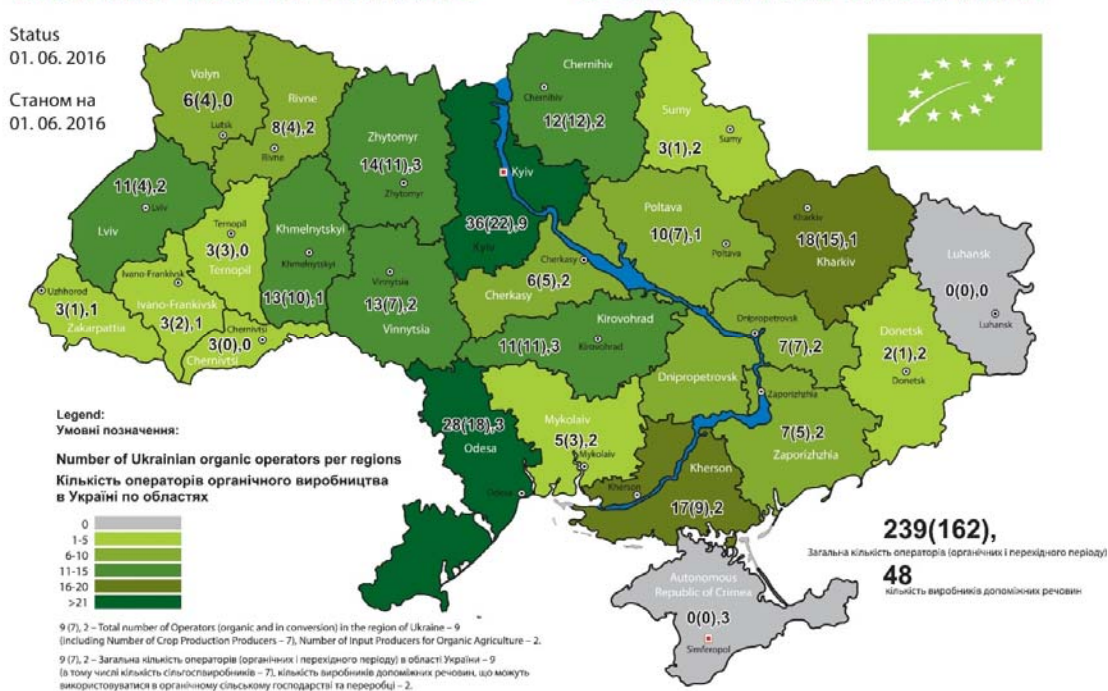 Status
01. 06. 2016
Станом на
01. 06. 2016
Volyn
6(4),0
Lutsk
Rivne
8(4),2
Rivne
Zhytomyr
14(11),3
Zhytomyr
Chernihiv
Chernihiv
12(12),2
Sumy
Sumy
3(1),2
Kyiv
36(22),9
Kyiv
11(4),2
Lviv
Lviv
Ternopil
3(3),0
Ternopil
Khmelnytskyi
Khmelnytskyi
13(10),1
Vinnytsia
13(7),2
Vinnytsia
Cherkasy
6(5),2
Cherkasy
Poltava
10(7),1
Poltava
Kharkiv
18(15),1
Kharkiv
Luhansk
0(0),0
Luhansk
Uzhhorod
3(1),1
Zakarpattia
Ivano-Frankivsk
Ivano-Frankivsk
3(2),1
Chernivtsi
3(0),0
Chernivtsi
Kirovohrad
11(11),3
Kirovohrad
Dnipropetrovsk
7(7),2
Dnipropetrovsk
Donetsk
2(1),2
Donetsk
Zaporizhzhia
7(5),2
Zaporizhzhia
28(18),3
Odesa
Odesa
Mykolaiv
5(3),2
Mykolaiv
Kherson
Kherson
17(9),2
Autonomous
Republic of Crimea
0(0),3
Simferopol
Legend:
Умовні позначення:
Number of Ukrainian organic operators per regions
Кількість операторів органічного виробництва
в Україні по областях
0
1-5
6-10
11-15
16-20
>21
239(162),
Загальна кількість операторів (органічних і перехідного періоду)
48
кількість виробників допоміжних речовин
9 (7), 2 – Total number of Operators (organic and in conversion) in the region of Ukraine – 9
(including Number of Crop Production Producers – 7), Number of Input Producers for Organic Agriculture – 2.
9 (7), 2 – Загальна кількість операторів (органічних і перехідного періоду) в області України – 9
(в тому числі кількість сільгоспвиробників – 7), кількість виробників допоміжних речовин, що можуть
використовуватися в органічному сільському господарстві та переробці – 2.